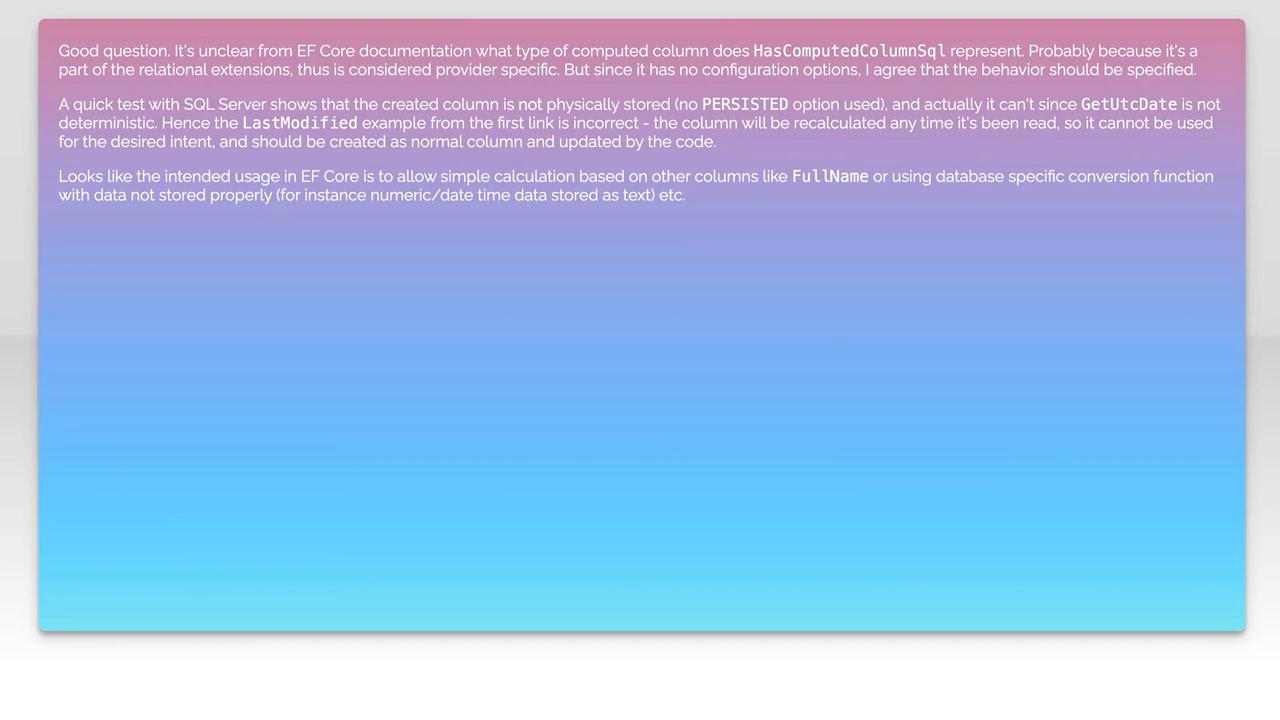 Good question. It's unclear from EF Core documentation what type of computed column does HasComputedColumnSql represent. Probably because it's a
part of the relational extensions, thus is considered provider specific. But since it has no configuration options, I agree that the behavior should be specified.
A quick test with SQL Server shows that the created column is not physically stored (no PERSISTED option used), and actually it can't since GetUtcDate is not
deterministic. Hence the LastModified example from the first link is incorrect - the column will be recalculated any time it's been read, so it cannot be used
for the desired intent, and should be created as normal column and updated by the code.
Looks like the intended usage in EF Core is to allow simple calculation based on other columns like FullName or using database specific conversion function
with data not stored properly (for instance numeric/date time data stored as text) etc.